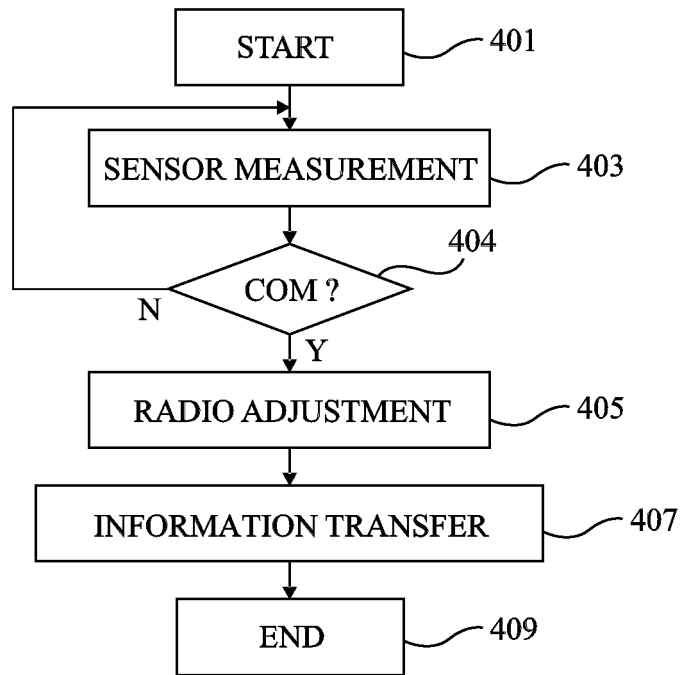 START
401
SENSOR MEASUREMENT
403
404
COM ?
N
Y
RADIO ADJUSTMENT
405
INFORMATION TRANSFER
407
END
409